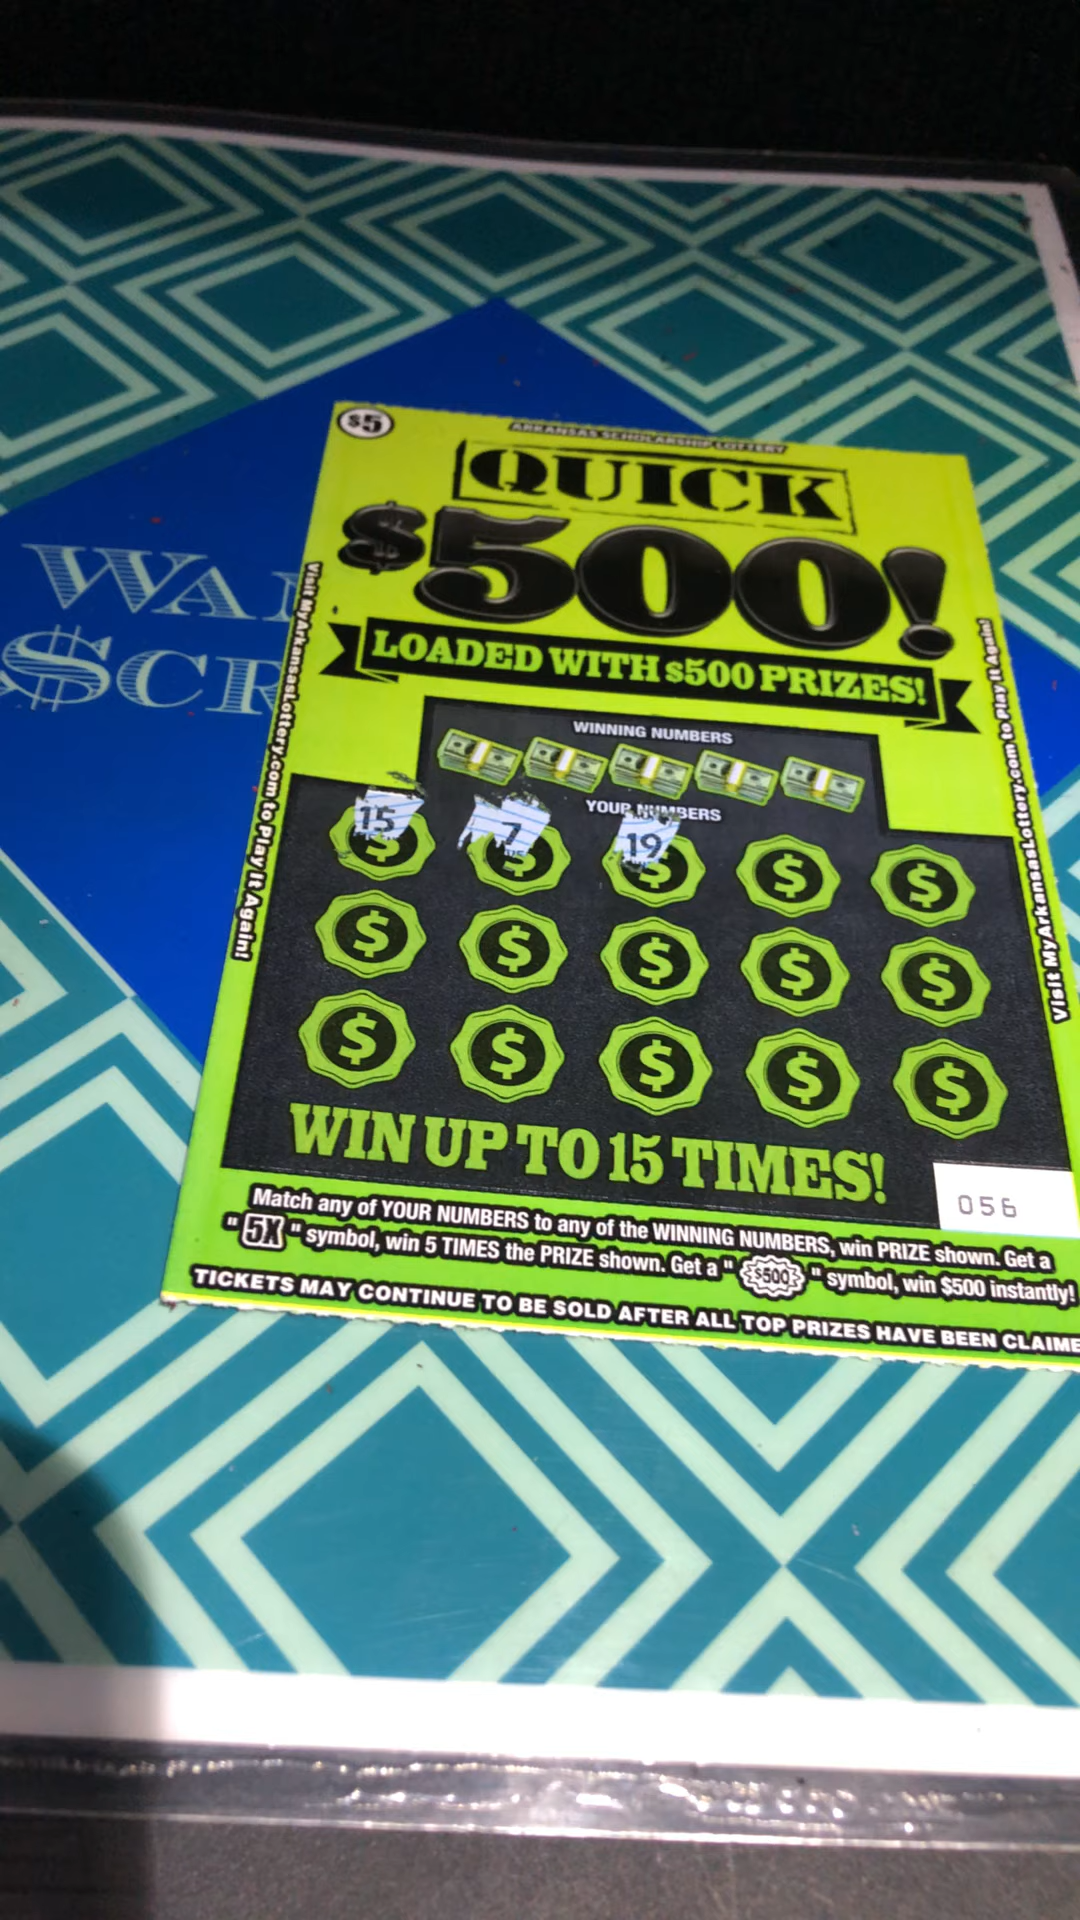 $5
ARKANSAS SCHOLARSHIP LOTTERY
QUICK
$500!
LOADED WITH $500 PRIZES!
WINNING NUMBERS
YOUR NUMBERS
15
7
19
WIN UP TO 15 TIMES!
056
Match any of YOUR NUMBERS to any of the WINNING NUMBERS, win PRIZE shown. Get a
"5X" symbol, win 5 TIMES the PRIZE shown. Get a "$500" symbol, win $500 instantly!
TICKETS MAY CONTINUE TO BE SOLD AFTER ALL TOP PRIZES HAVE BEEN CLAIME
Visit MyArkansasLottery.com to Play It Again!
Visit MyArkansasLottery.com to Play It Again!
WA
$CR